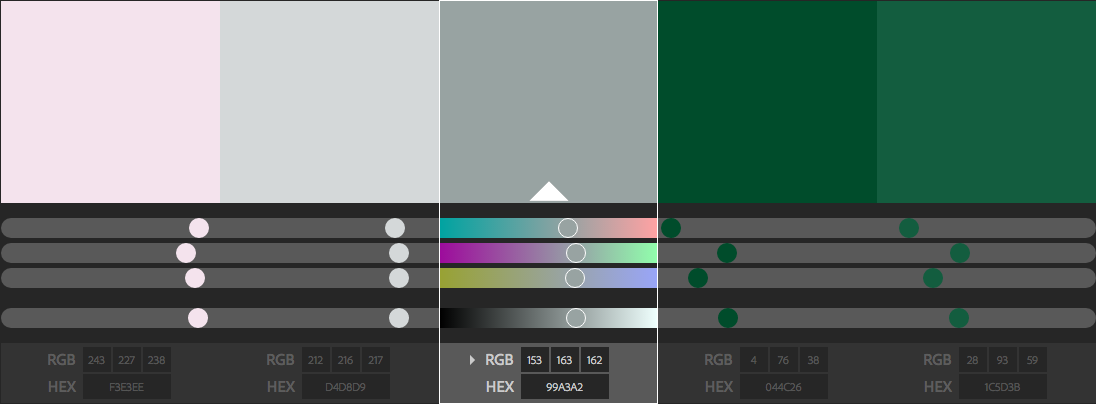 RGB 243 227 238 RGB 212 216 217 RGB 153 163 162 RGB 4 76 38 RGB 28 93 59
HEX F3E3EE HEX D4D8D9 HEX 99A3A2 HEX 044C26 HEX 1C5D3B